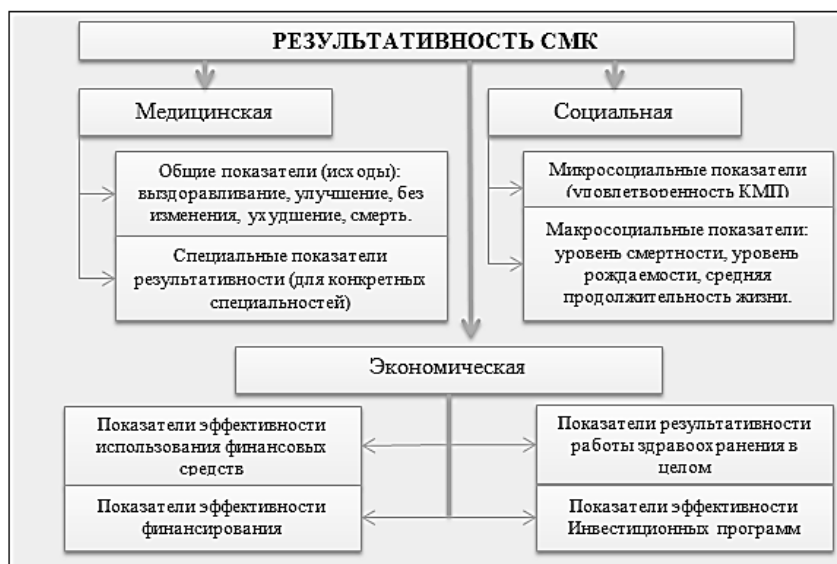 РЕЗУЛЬТАТИВНОСТЬ СМК
Медицинская
Социальная
Общие показатели (исходы):
выздоравливание, улучшение, без
изменения, ухудшение, смерть.
Специальные показатели
результативности (для конкретных
специальностей)
Микросоциальные показатели
(удовлетворенность КМП)
Макросоциальные показатели:
уровень смертности, уровень
рождаемости, средняя
продолжительность жизни.
Экономическая
Показатели эффективности
использования финансовых
средств
Показатели эффективности
финансирования
Показатели результативности
работы здравоохранения в
целом
Показатели эффективности
Инвестиционных программ